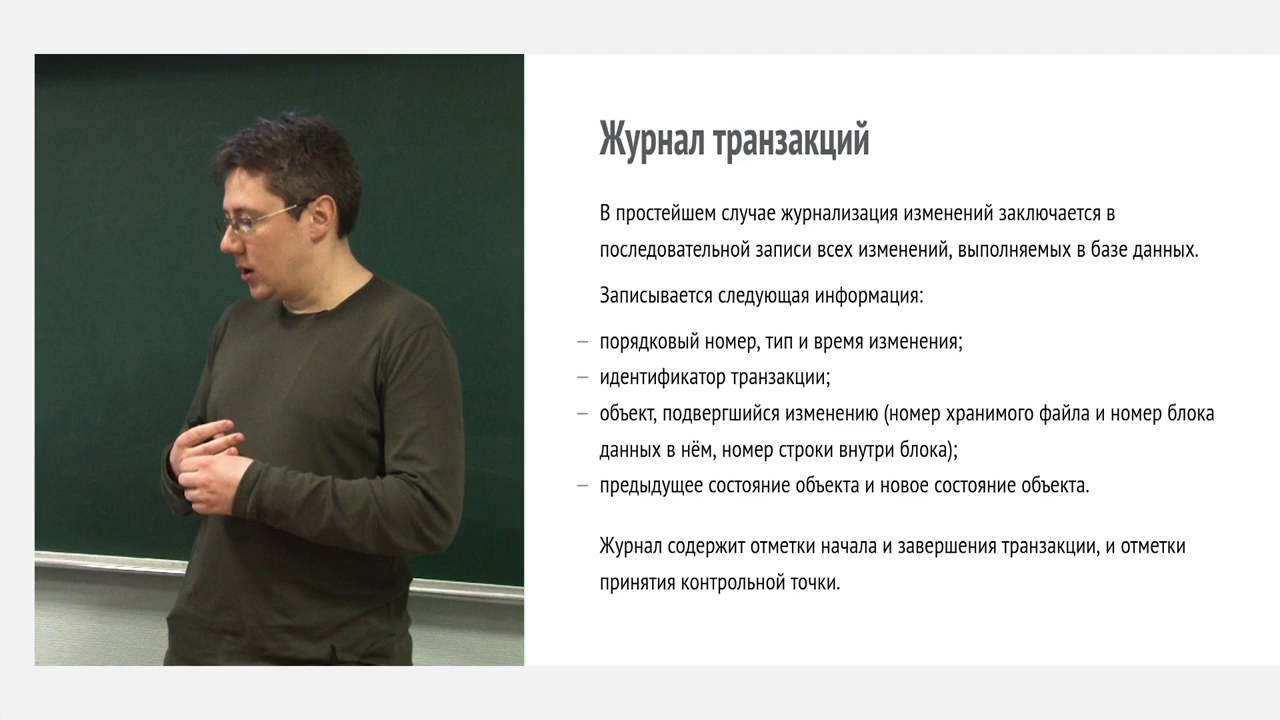 Журнал транзакций
В простейшем случае журнализация изменений заключается в
последовательной записи всех изменений, выполняемых в базе данных.
Записывается следующая информация:
– порядковый номер, тип и время изменения;
– идентификатор транзакции;
– объект, подвергшийся изменению (номер хранимого файла и номер блока
данных в нём, номер строки внутри блока);
– предыдущее состояние объекта и новое состояние объекта.
Журнал содержит отметки начала и завершения транзакции, и отметки
принятия контрольной точки.